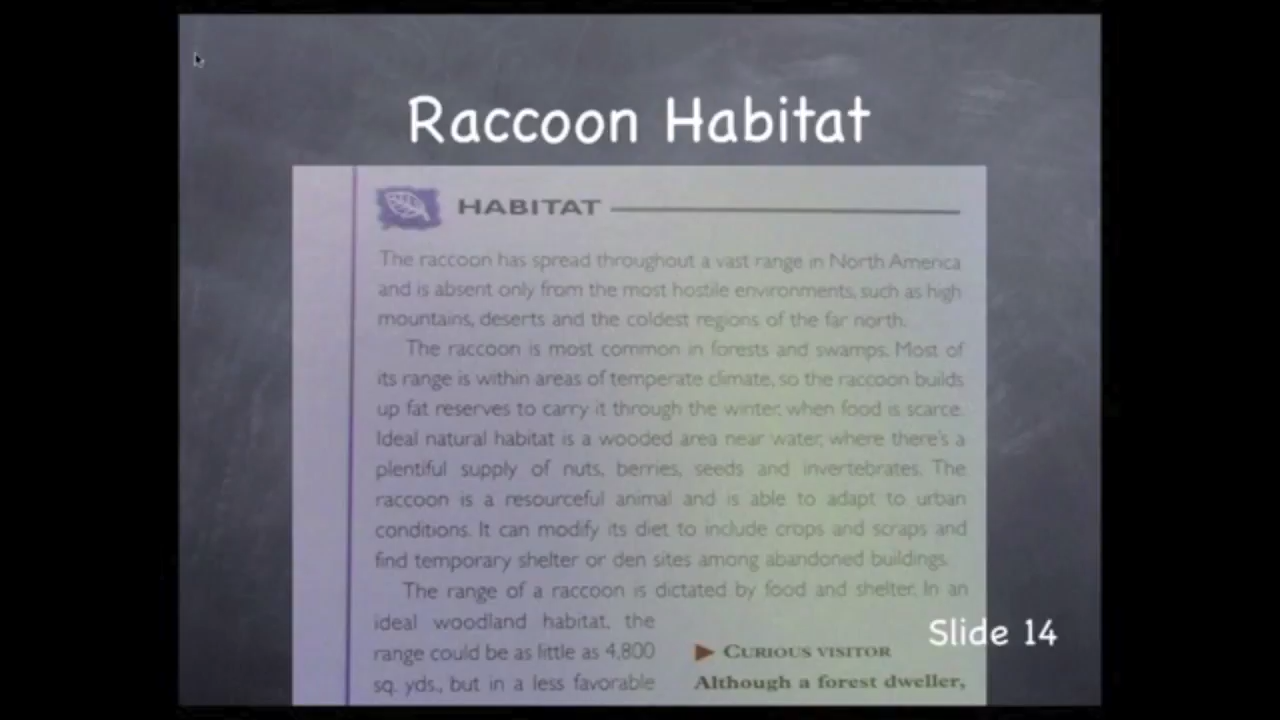 Raccoon Habitat
HABITAT
The raccoon has spread throughout a vast range in North America
and is absent only from the most hostile environments, such as high
mountains, deserts and the coldest regions of the far north.
The raccoon is most common in forests and swamps. Most of
its range is within areas of temperate climate, so the raccoon builds
up fat reserves to carry it through the winter, when food is scarce.
Ideal natural habitat is a wooded area near water, where there's a
plentiful supply of nuts, berries, seeds and invertebrates. The
raccoon is a resourceful animal and is able to adapt to urban
conditions. It can modify its diet to include crops and scraps and
find temporary shelter or den sites among abandoned buildings.
The range of a raccoon is dictated by food and shelter. In an
ideal woodland habitat, the
range could be as little as 4,800
sq. yds., but in a less favorable
▶ CURIOUS VISITOR
Although a forest dweller,
Slide 14